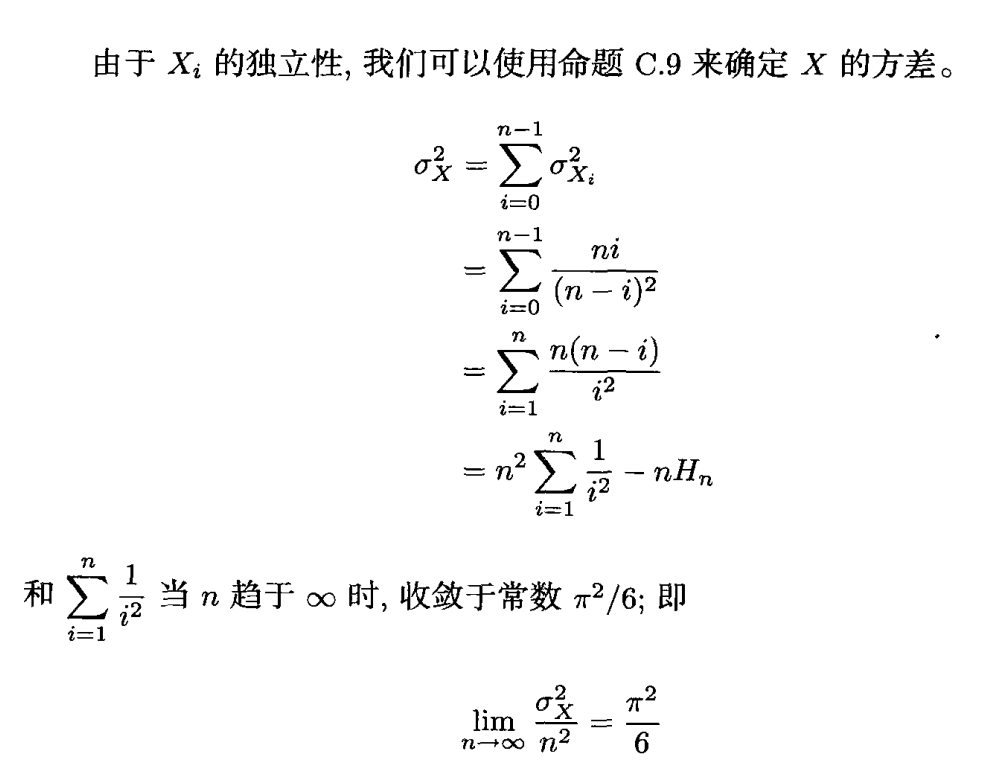 由于 $X_i$ 的独立性, 我们可以使用命题 C.9 来确定 $X$ 的方差。
$\sigma_X^2 = \sum_{i=0}^{n-1} \sigma_{X_i}^2$
$= \sum_{i=0}^{n-1} \frac{ni}{(n-i)^2}$
$= \sum_{i=1}^{n} \frac{n(n-i)}{i^2}$
$= n^2 \sum_{i=1}^{n} \frac{1}{i^2} - nH_n$
和 $\sum_{i=1}^{n} \frac{1}{i^2}$ 当 $n$ 趋于 $\infty$ 时, 收敛于常数 $\pi^2/6$; 即
$\lim_{n \to \infty} \frac{\sigma_X^2}{n^2} = \frac{\pi^2}{6}$